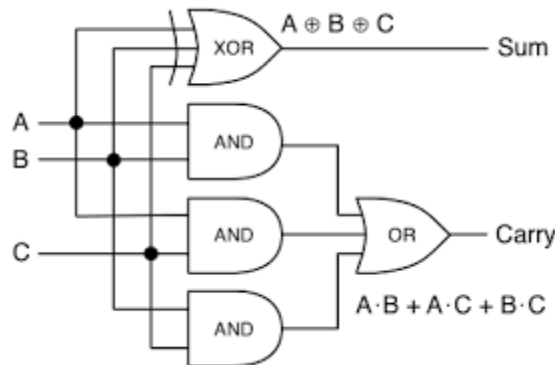 A ⊕ B ⊕ C
XOR
Sum
A
AND
B
AND
OR
Carry
C
A·B + A·C + B·C
AND